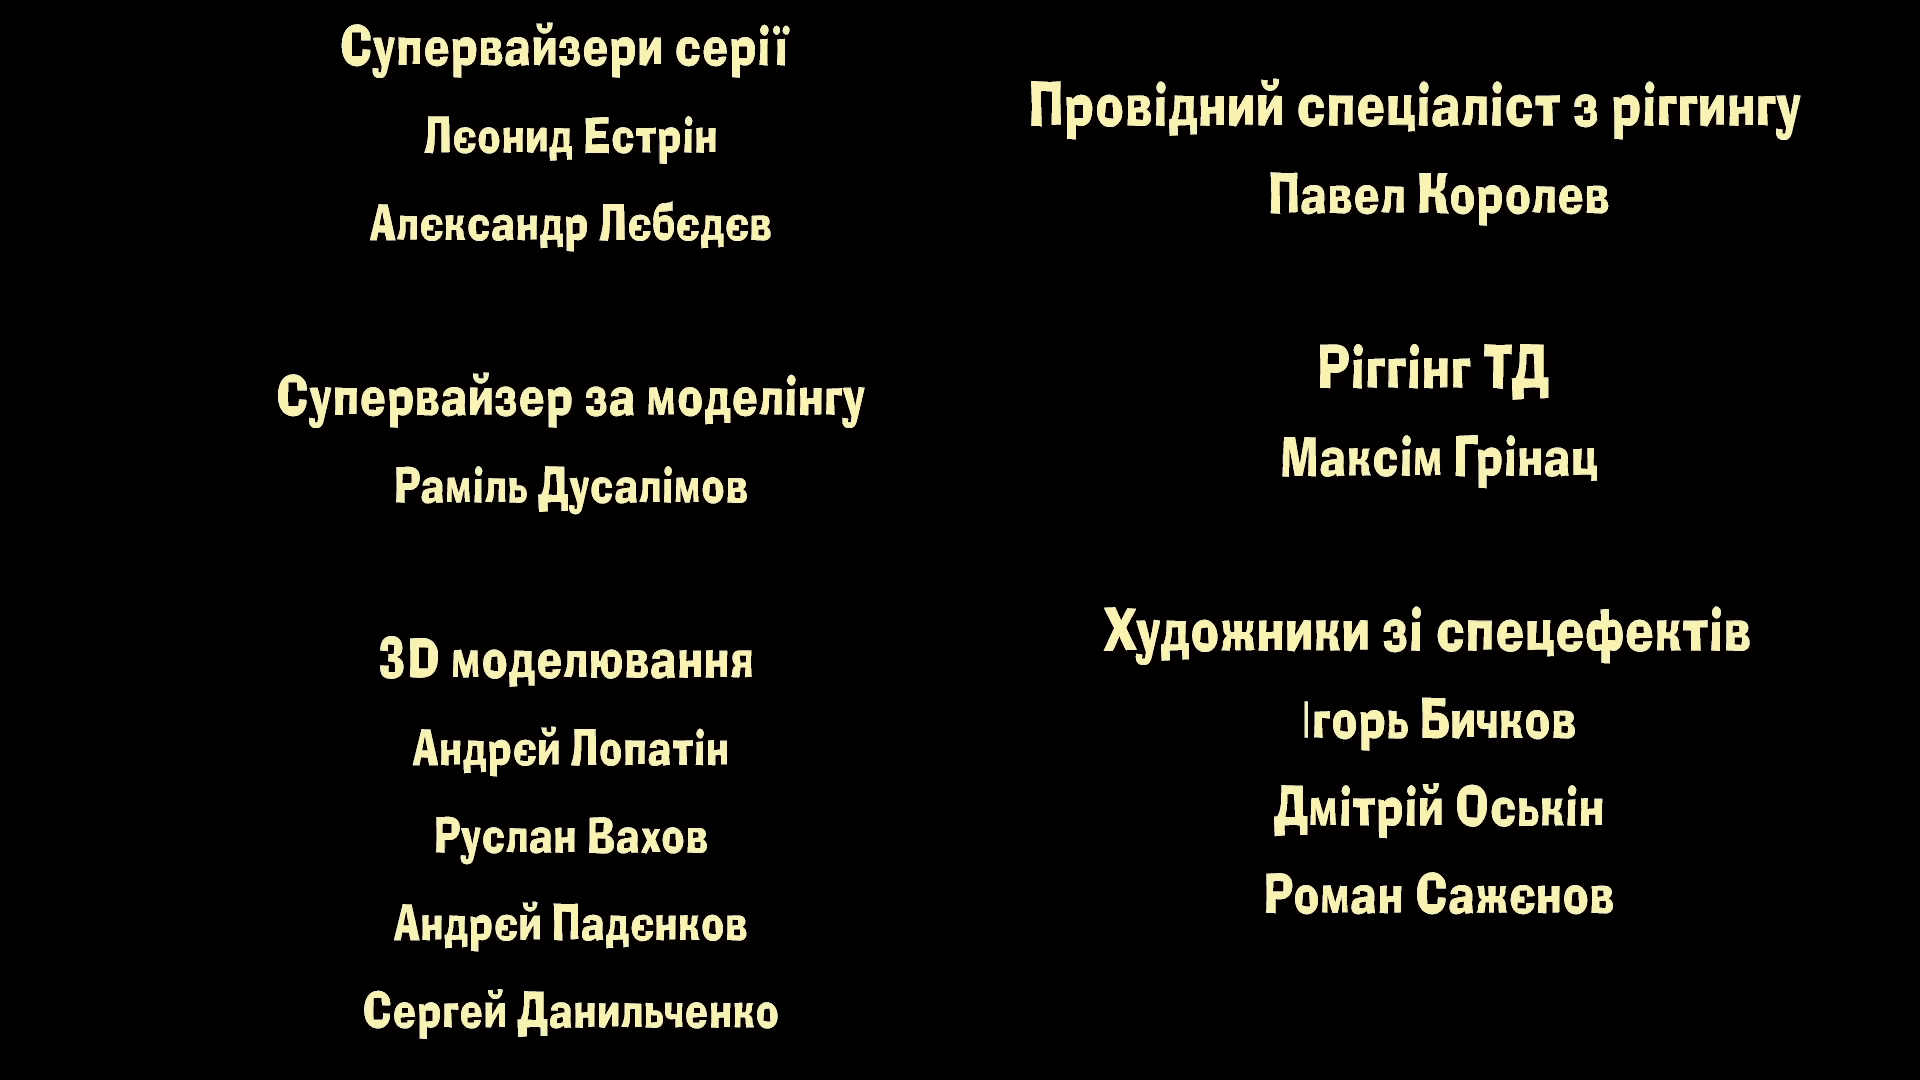 Супервайзери серії
Лєонид Естрін
Алєксандр Лєбєдєв
Супервайзер за моделінгу
Раміль Дусалімов
3D моделювання
Андрєй Лопатін
Руслан Вахов
Андрєй Падєнков
Сергей Данильченко
Провідний спеціаліст з ріггингу
Павел Королев
Ріггінг ТД
Максім Грінац
Художники зі спецефектів
Ігорь Бичков
Дмітрій Оськін
Роман Сажєнов